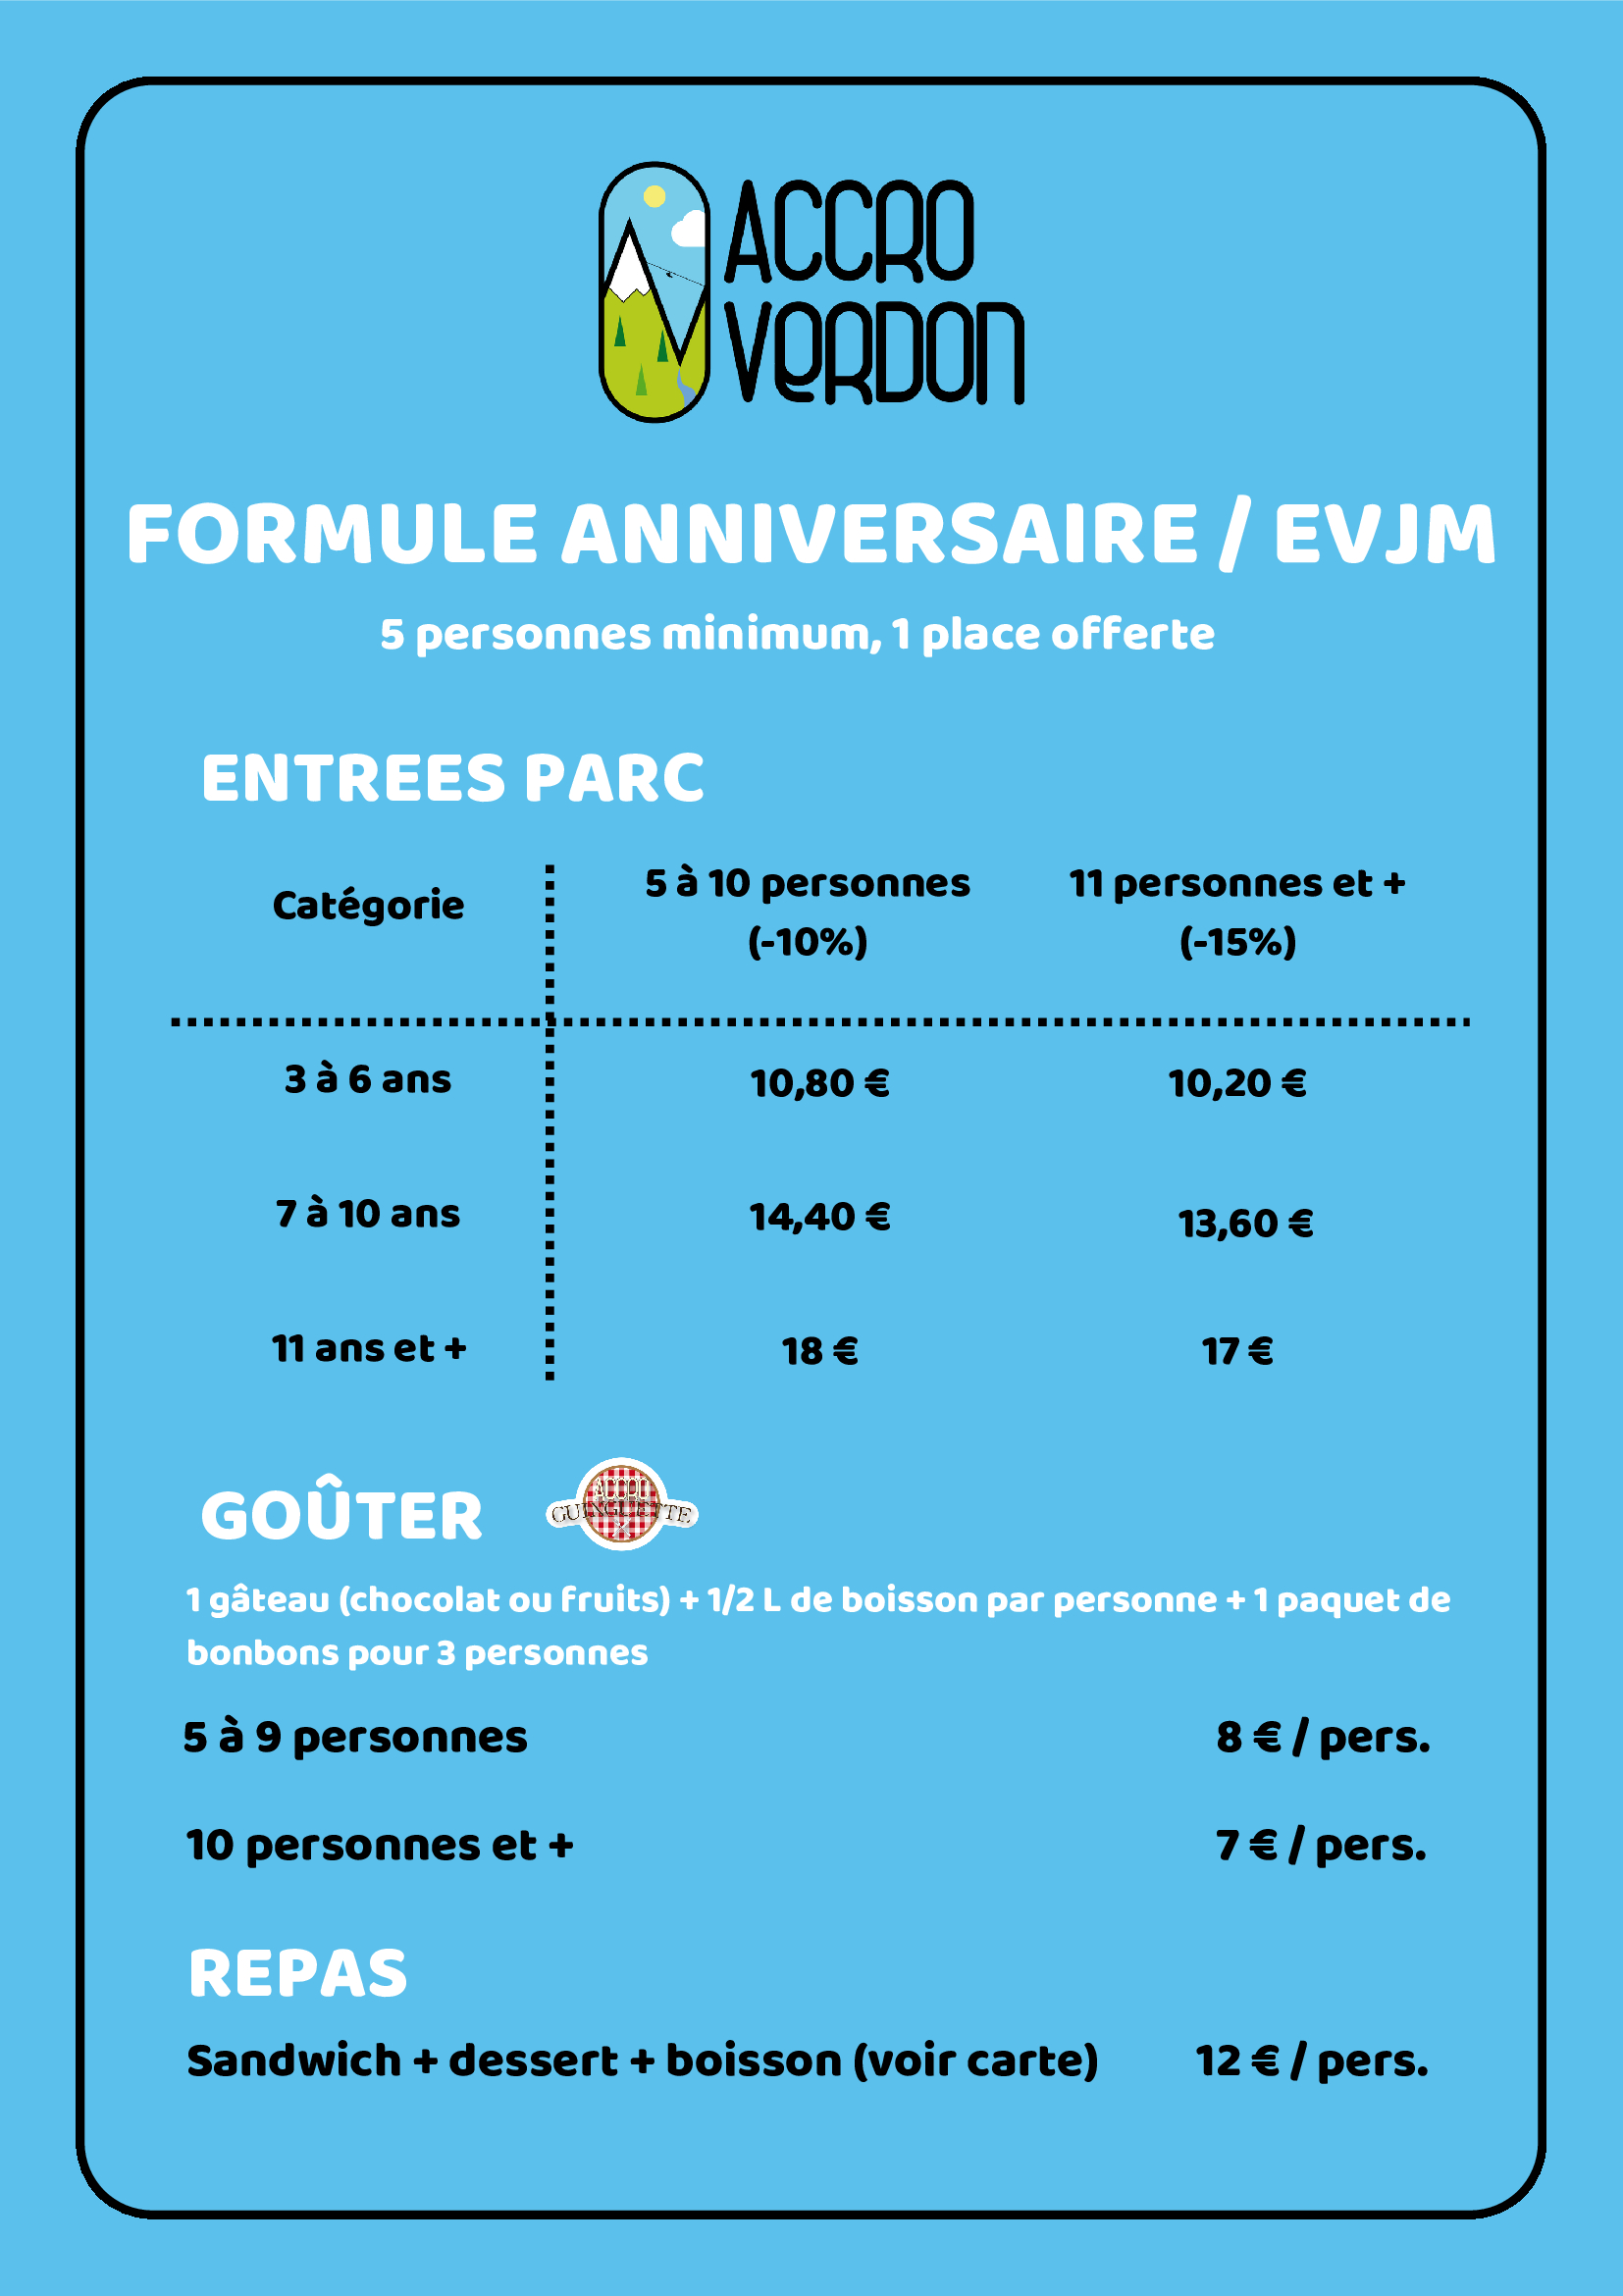 ACCRO
VERDON
FORMULE ANNIVERSAIRE / EVJM
5 personnes minimum, 1 place offerte
ENTREES PARC
Catégorie
5 à 10 personnes
(-10%)
11 personnes et +
(-15%)
3 à 6 ans 10,80 € 10,20 €
7 à 10 ans 14,40 € 13,60 €
11 ans et + 18 € 17 €
GOÛTER
ACCRO
GUINGUETTE
1 gâteau (chocolat ou fruits) + 1/2 L de boisson par personne + 1 paquet de
bonbons pour 3 personnes
5 à 9 personnes 8 € / pers.
10 personnes et + 7 € / pers.
REPAS
Sandwich + dessert + boisson (voir carte) 12 € / pers.